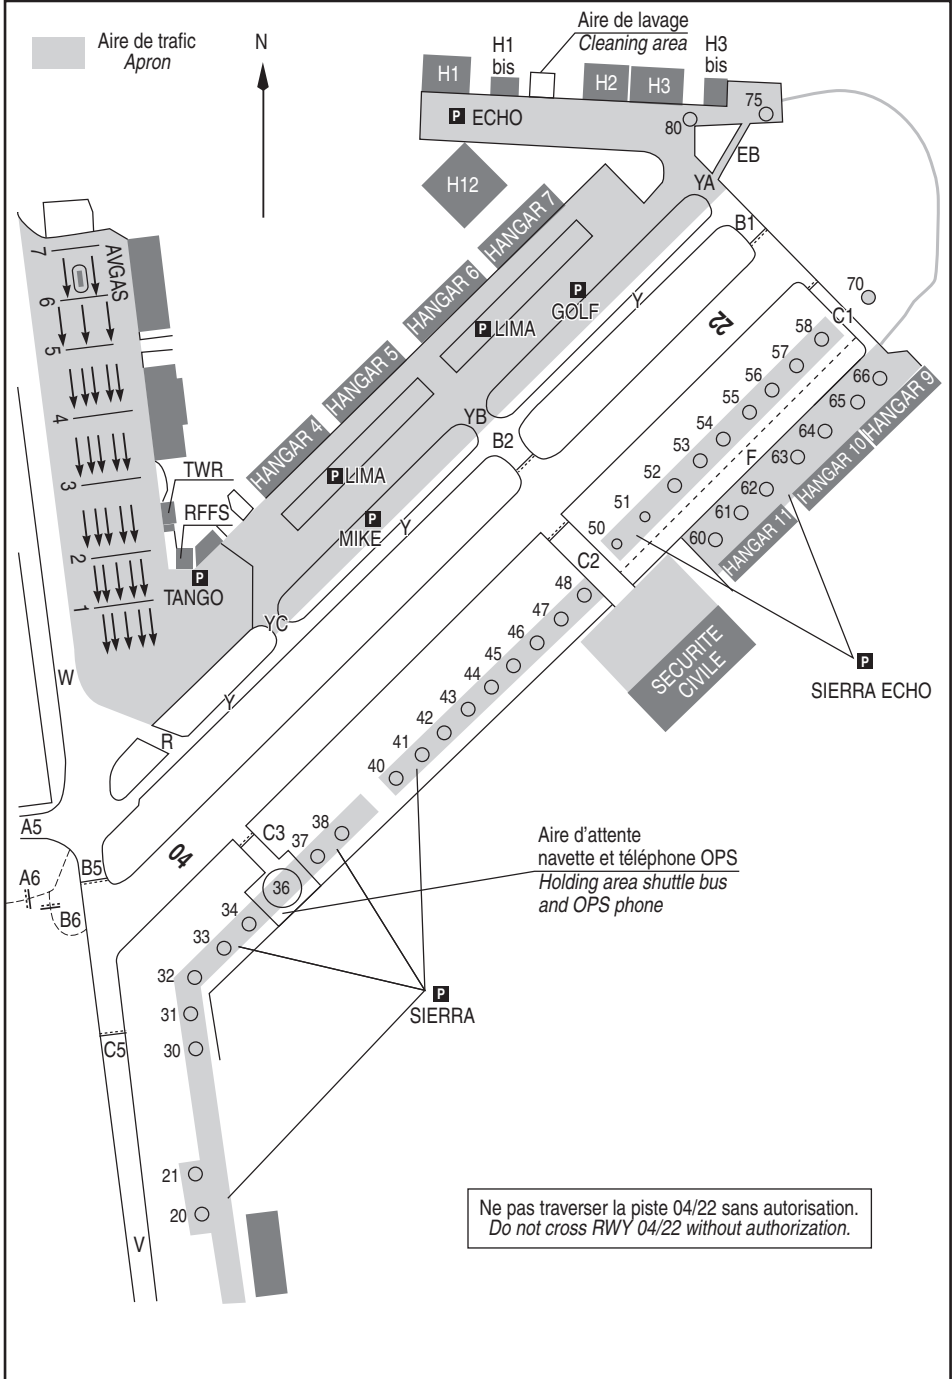 Aire de trafic
Apron
N
Aire de lavage
Cleaning area
H1
H1
bis
H2
H3
H3
bis
75
P ECHO
80
EB
H12
YA
HANGAR 7
B1
7
AVGAS
HANGAR 6
P
GOLF
Y
70
6
P LIMA
22
C1
58
5
HANGAR 5
57
66
56
65
HANGAR 9
55
4
YB
54
64
HANGAR 4
B2
53
F
63
HANGAR 10
TWR
P LIMA
52
62
3
RFFS
51
61
P
MIKE
Y
50
60
HANGAR 11
2
C2
P
TANGO
48
1
47
YC
46
45
SECURITE
CIVILE
P
SIERRA ECHO
W
44
43
Y
42
R
41
40
A5
C3
38
37
Aire d'attente
navette et téléphone OPS
Holding area shuttle bus
and OPS phone
04
B5
A6
36
B6
34
33
32
P
SIERRA
31
C5
30
21
20
V
Ne pas traverser la piste 04/22 sans autorisation.
Do not cross RWY 04/22 without authorization.